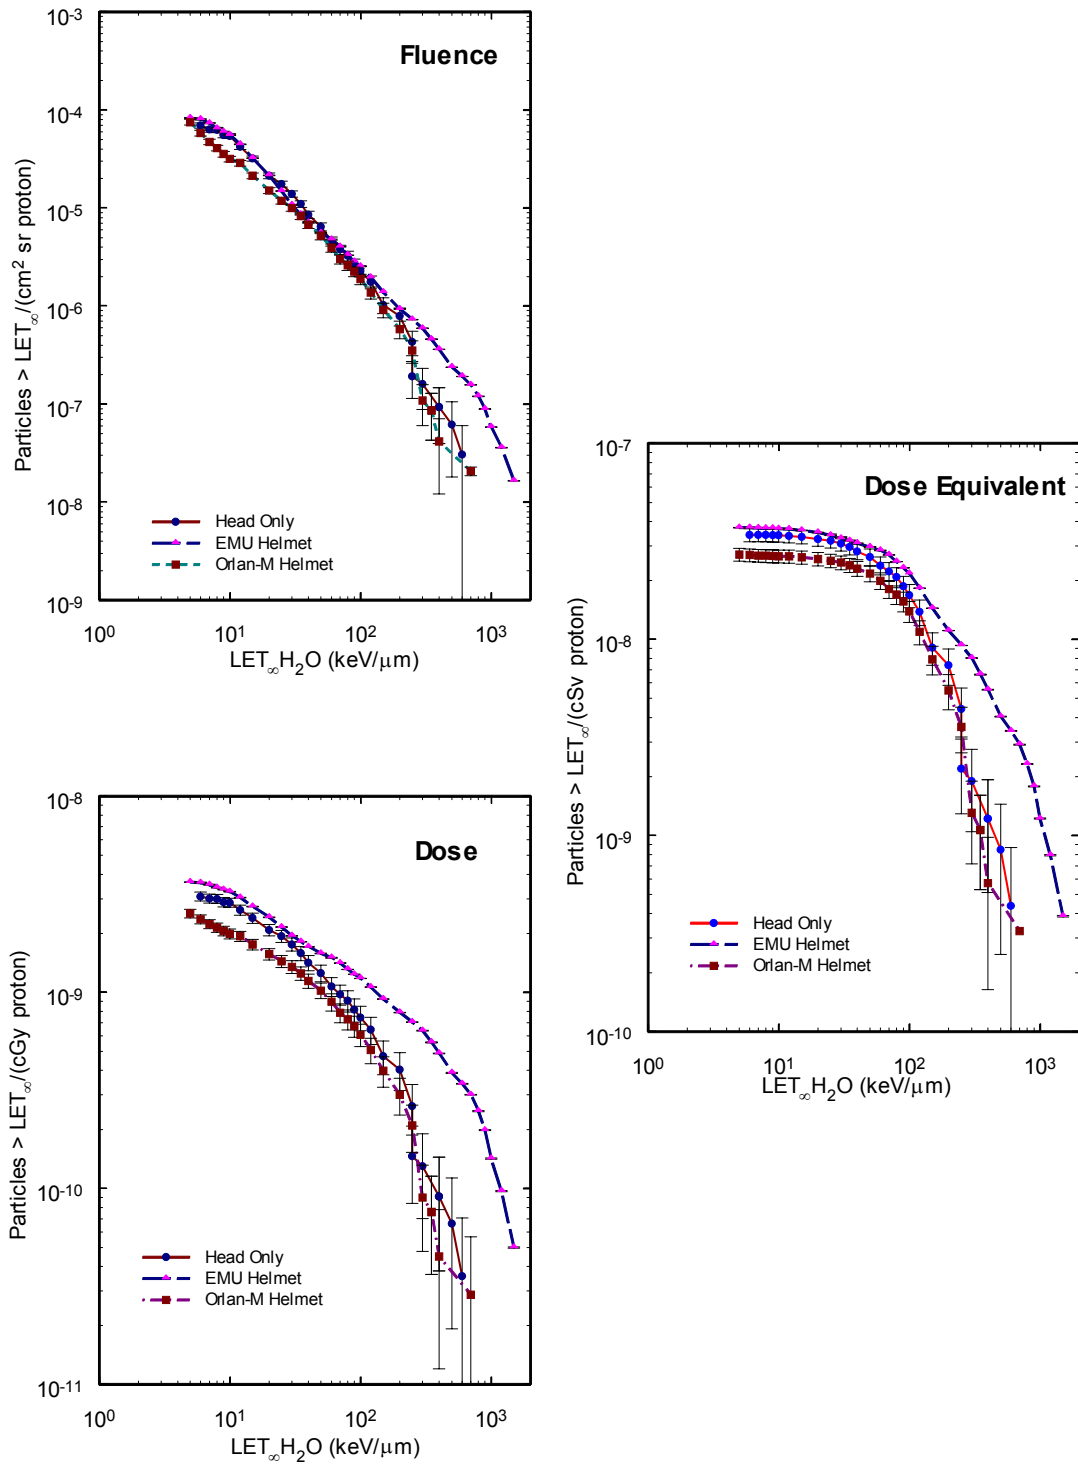 Fluence
Particles > LET∞/(cm² sr proton)
10⁻³
10⁻⁴
10⁻⁵
10⁻⁶
10⁻⁷
10⁻⁸
10⁻⁹
Head Only
EMU Helmet
Orlan-M Helmet
10⁰ 10¹ 10² 10³
LET∞H₂O (keV/μm)
Dose Equivalent
Particles > LET∞/(cSv proton)
10⁻⁷
10⁻⁸
10⁻⁹
10⁻¹⁰
Head Only
EMU Helmet
Orlan-M Helmet
10⁰ 10¹ 10² 10³
LET∞H₂O (keV/μm)
Dose
Particles > LET∞/(cGy proton)
10⁻⁸
10⁻⁹
10⁻¹⁰
10⁻¹¹
Head Only
EMU Helmet
Orlan-M Helmet
10⁰ 10¹ 10² 10³
LET∞H₂O (keV/μm)